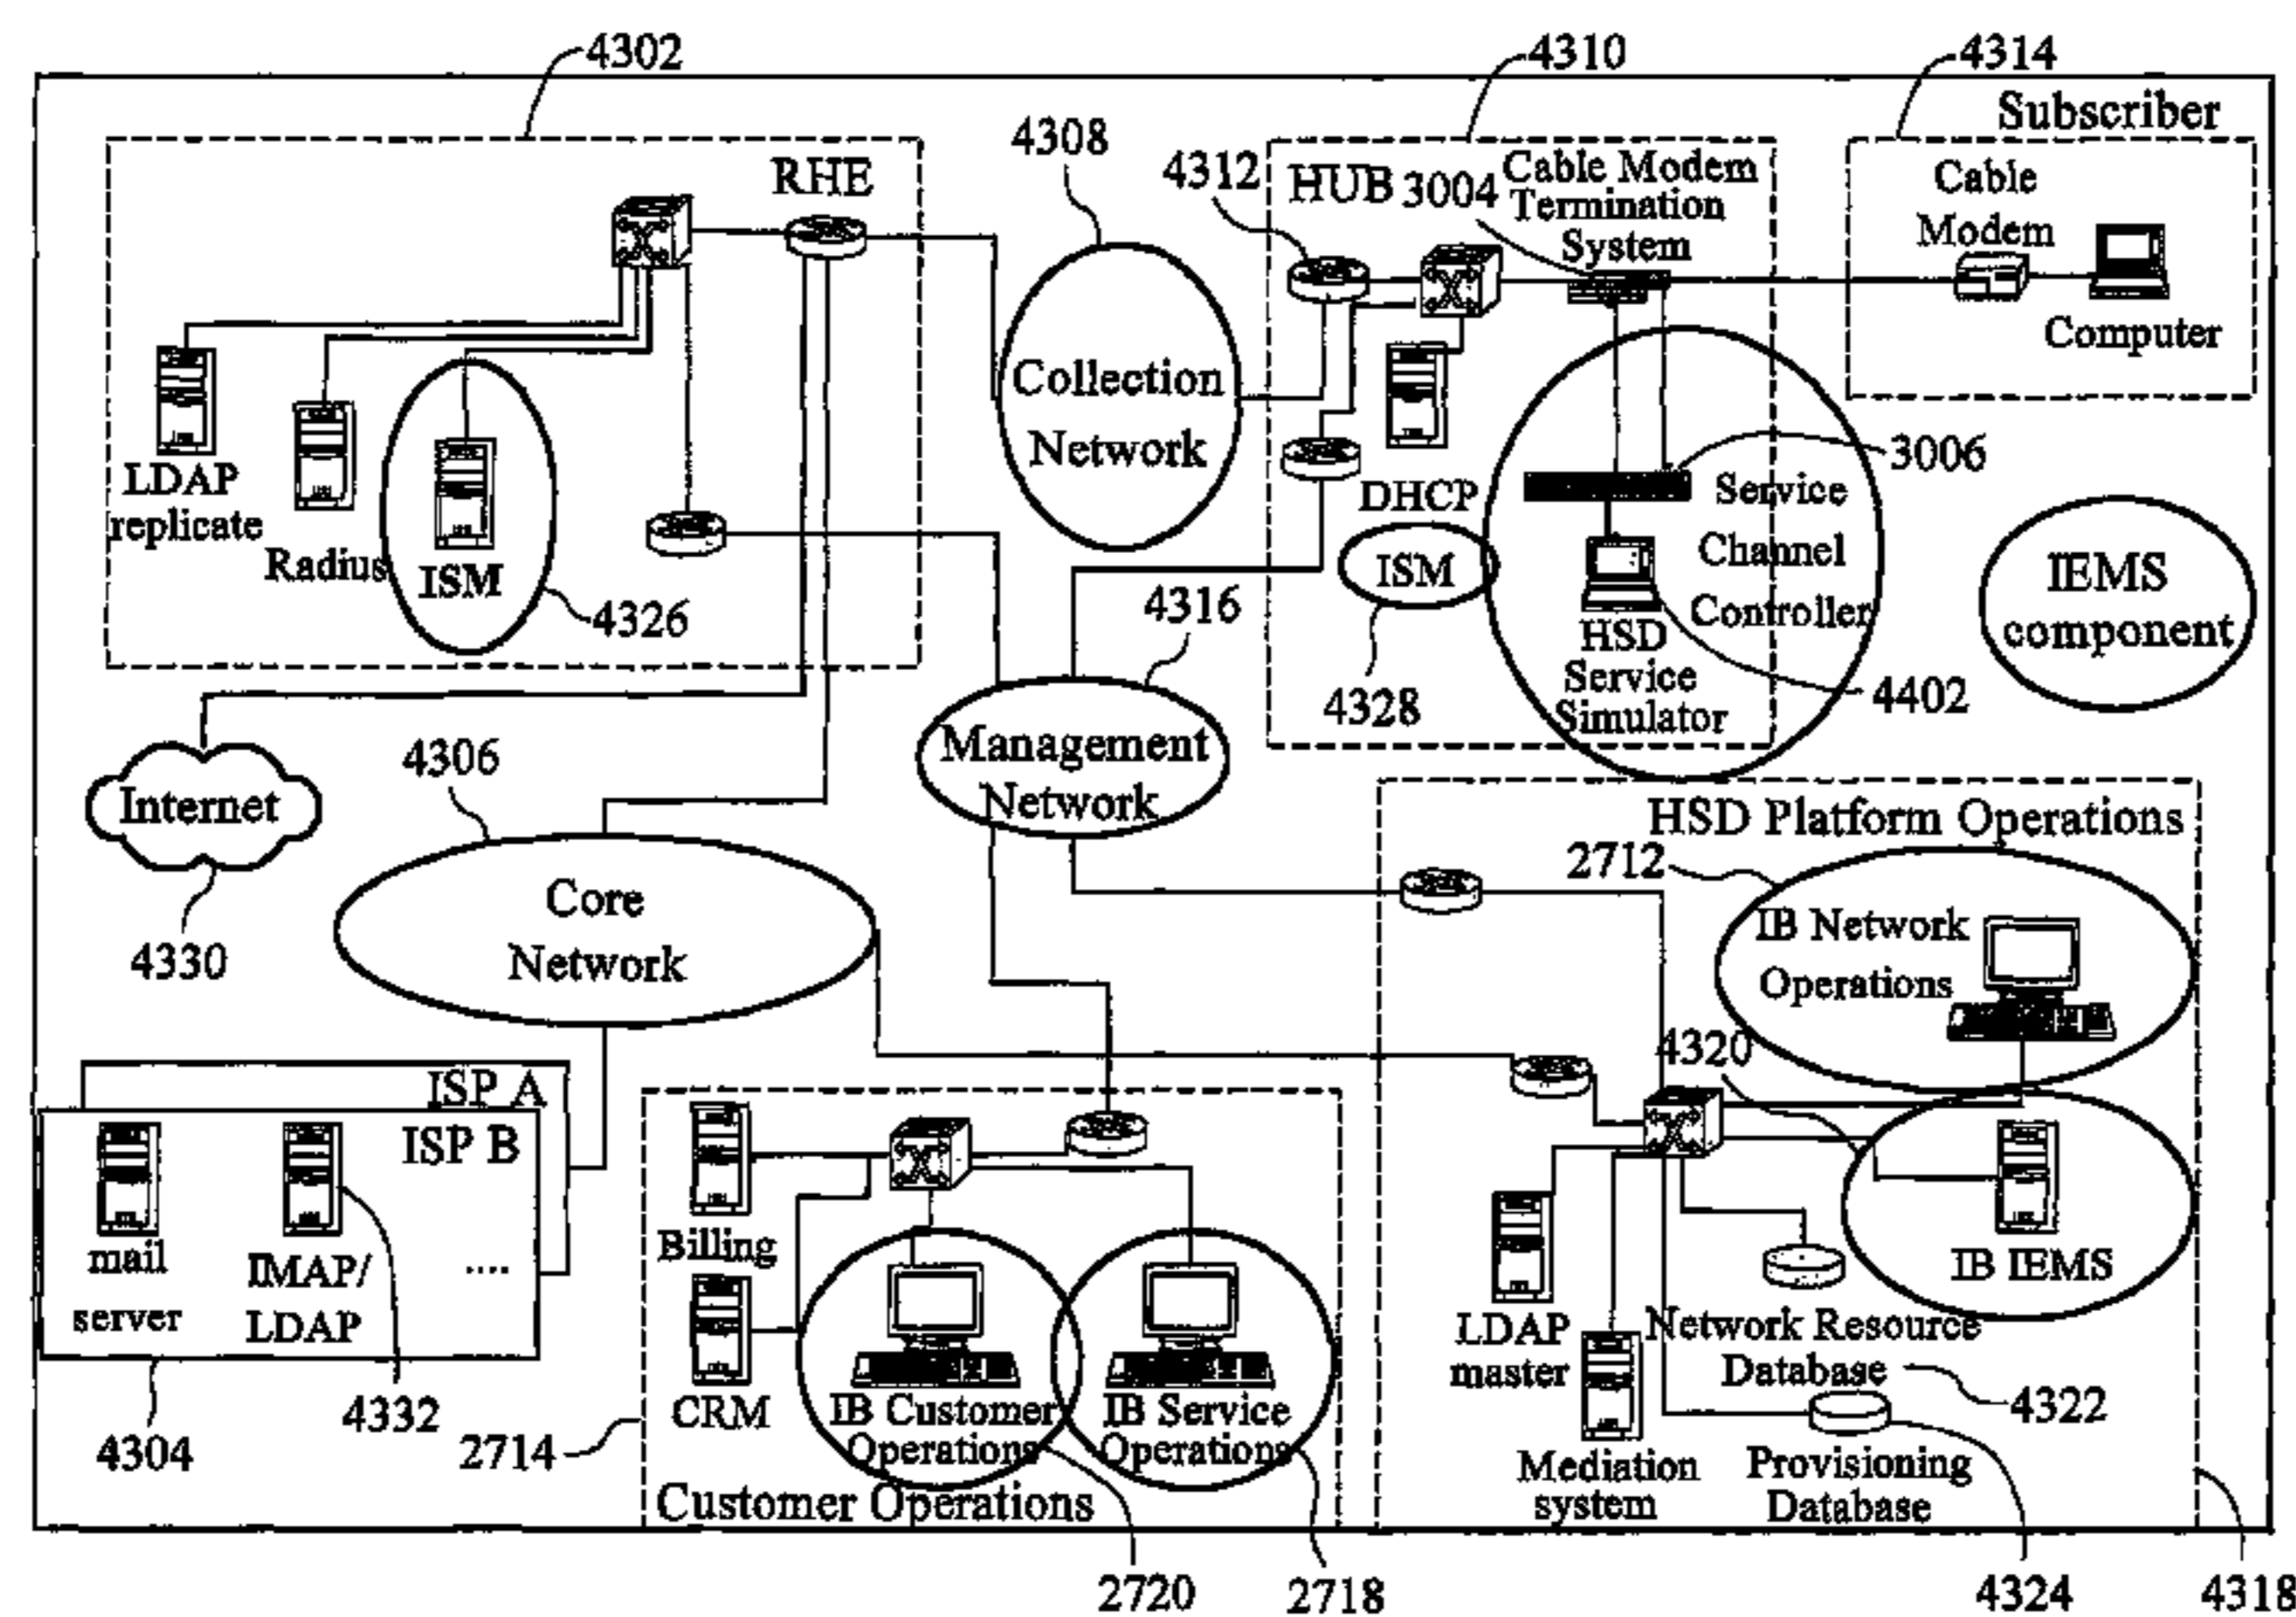 4302
4310
4314
Subscriber
4308
4312
RHE
HUB
3004
Cable Modem
Termination
System
Cable
Modem
Computer
Collection
Network
LDAP
replicate
Radius
ISM
4326
DHCP
ISM
4328
3006
Service
Channel
Controller
HSD
Service
Simulator
4402
IEMS
component
4316
Management
Network
Internet
4330
4306
Core
Network
HSD Platform Operations
2712
IB Network
Operations
4320
IB IEMS
ISP A
ISP B
mail
server
IMAP/
LDAP
....
4304
4332
2714
Billing
CRM
IB Customer
Operations
IB Service
Operations
Customer Operations
2720
2718
LDAP
master
Mediation
system
Network Resource
Database
4322
Provisioning
Database
4324
4318